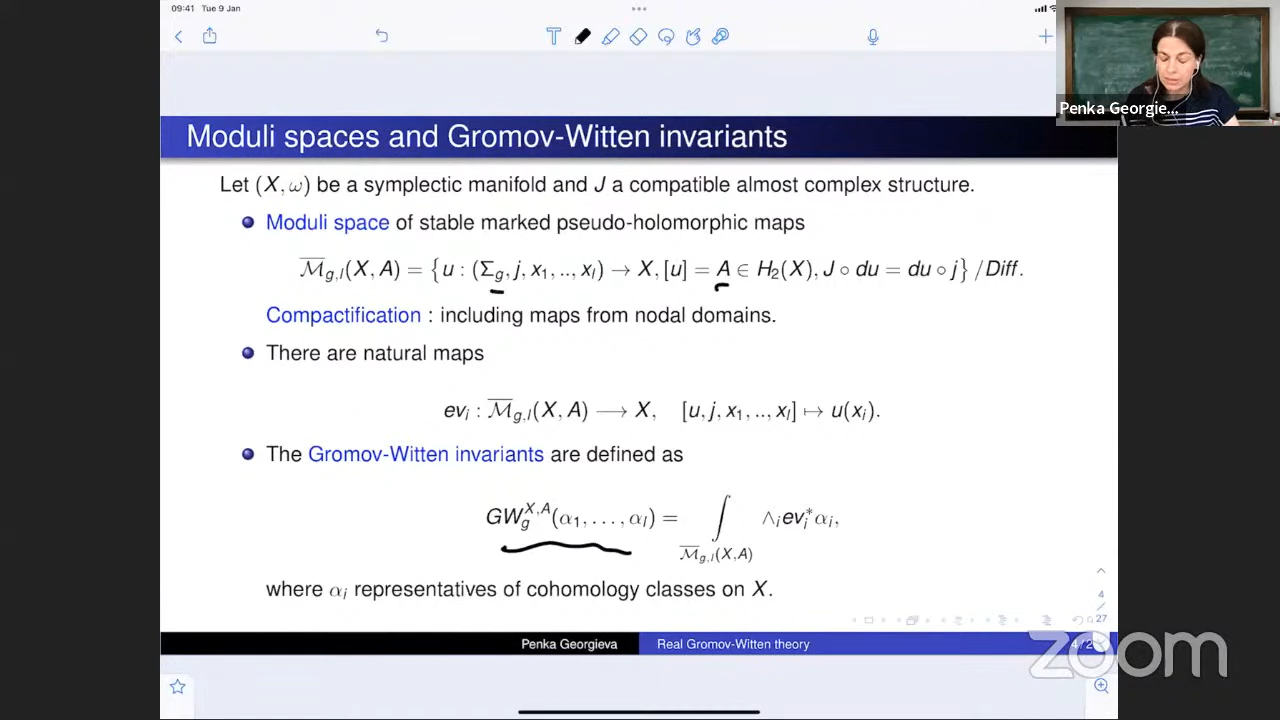 09:41 Tue 9 Jan
Penka Georgie...
Moduli spaces and Gromov-Witten invariants
Let (X, ω) be a symplectic manifold and J a compatible almost complex structure.
Moduli space of stable marked pseudo-holomorphic maps
M̅_{g,l}(X, A) = {u : (Σ_g, j, x_1, .., x_l) → X, [u] = A ∈ H_2(X), J ∘ du = du ∘ j} /Diff.
Compactification : including maps from nodal domains.
There are natural maps
ev_i : M̅_{g,l}(X, A) ⟶ X, [u, j, x_1, .., x_l] ↦ u(x_i).
The Gromov-Witten invariants are defined as
GW_g^{X,A}(α_1, . . . , α_l) = ∫_{M̅_{g,l}(X,A)} ∧_i ev_i^* α_i,
where α_i representatives of cohomology classes on X.
4
/
27
Penka Georgieva Real Gromov-Witten theory 4/2
zoom